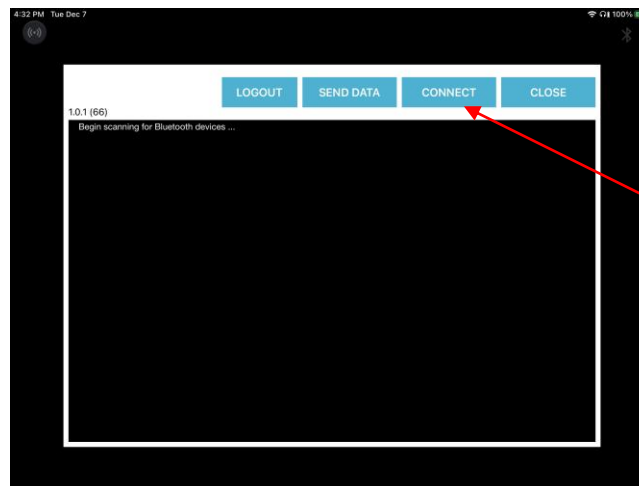 4:32 PM Tue Dec 7
100%
LOGOUT SEND DATA CONNECT CLOSE
1.0.1 (66)
Begin scanning for Bluetooth devices ...